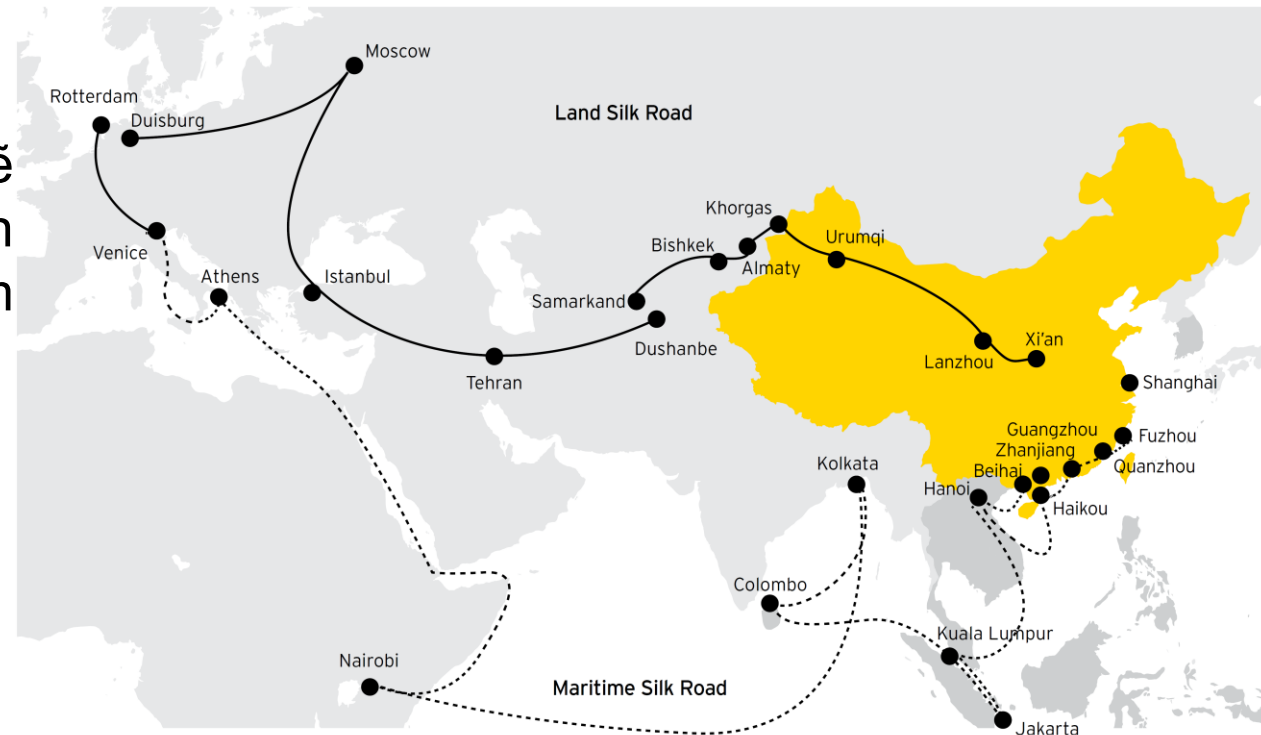 Moscow
Rotterdam
Duisburg
Land Silk Road
ẽ
n
n
Khorgas
Urumqi
Bishkek
Almaty
Venice
Athens
Istanbul
Samarkand
Dushanbe
Xi'an
Lanzhou
Tehran
Shanghai
Guangzhou
Fuzhou
Zhanjiang
Quanzhou
Kolkata
Beihai
Hanoi
Haikou
Colombo
Kuala Lumpur
Nairobi
Maritime Silk Road
Jakarta